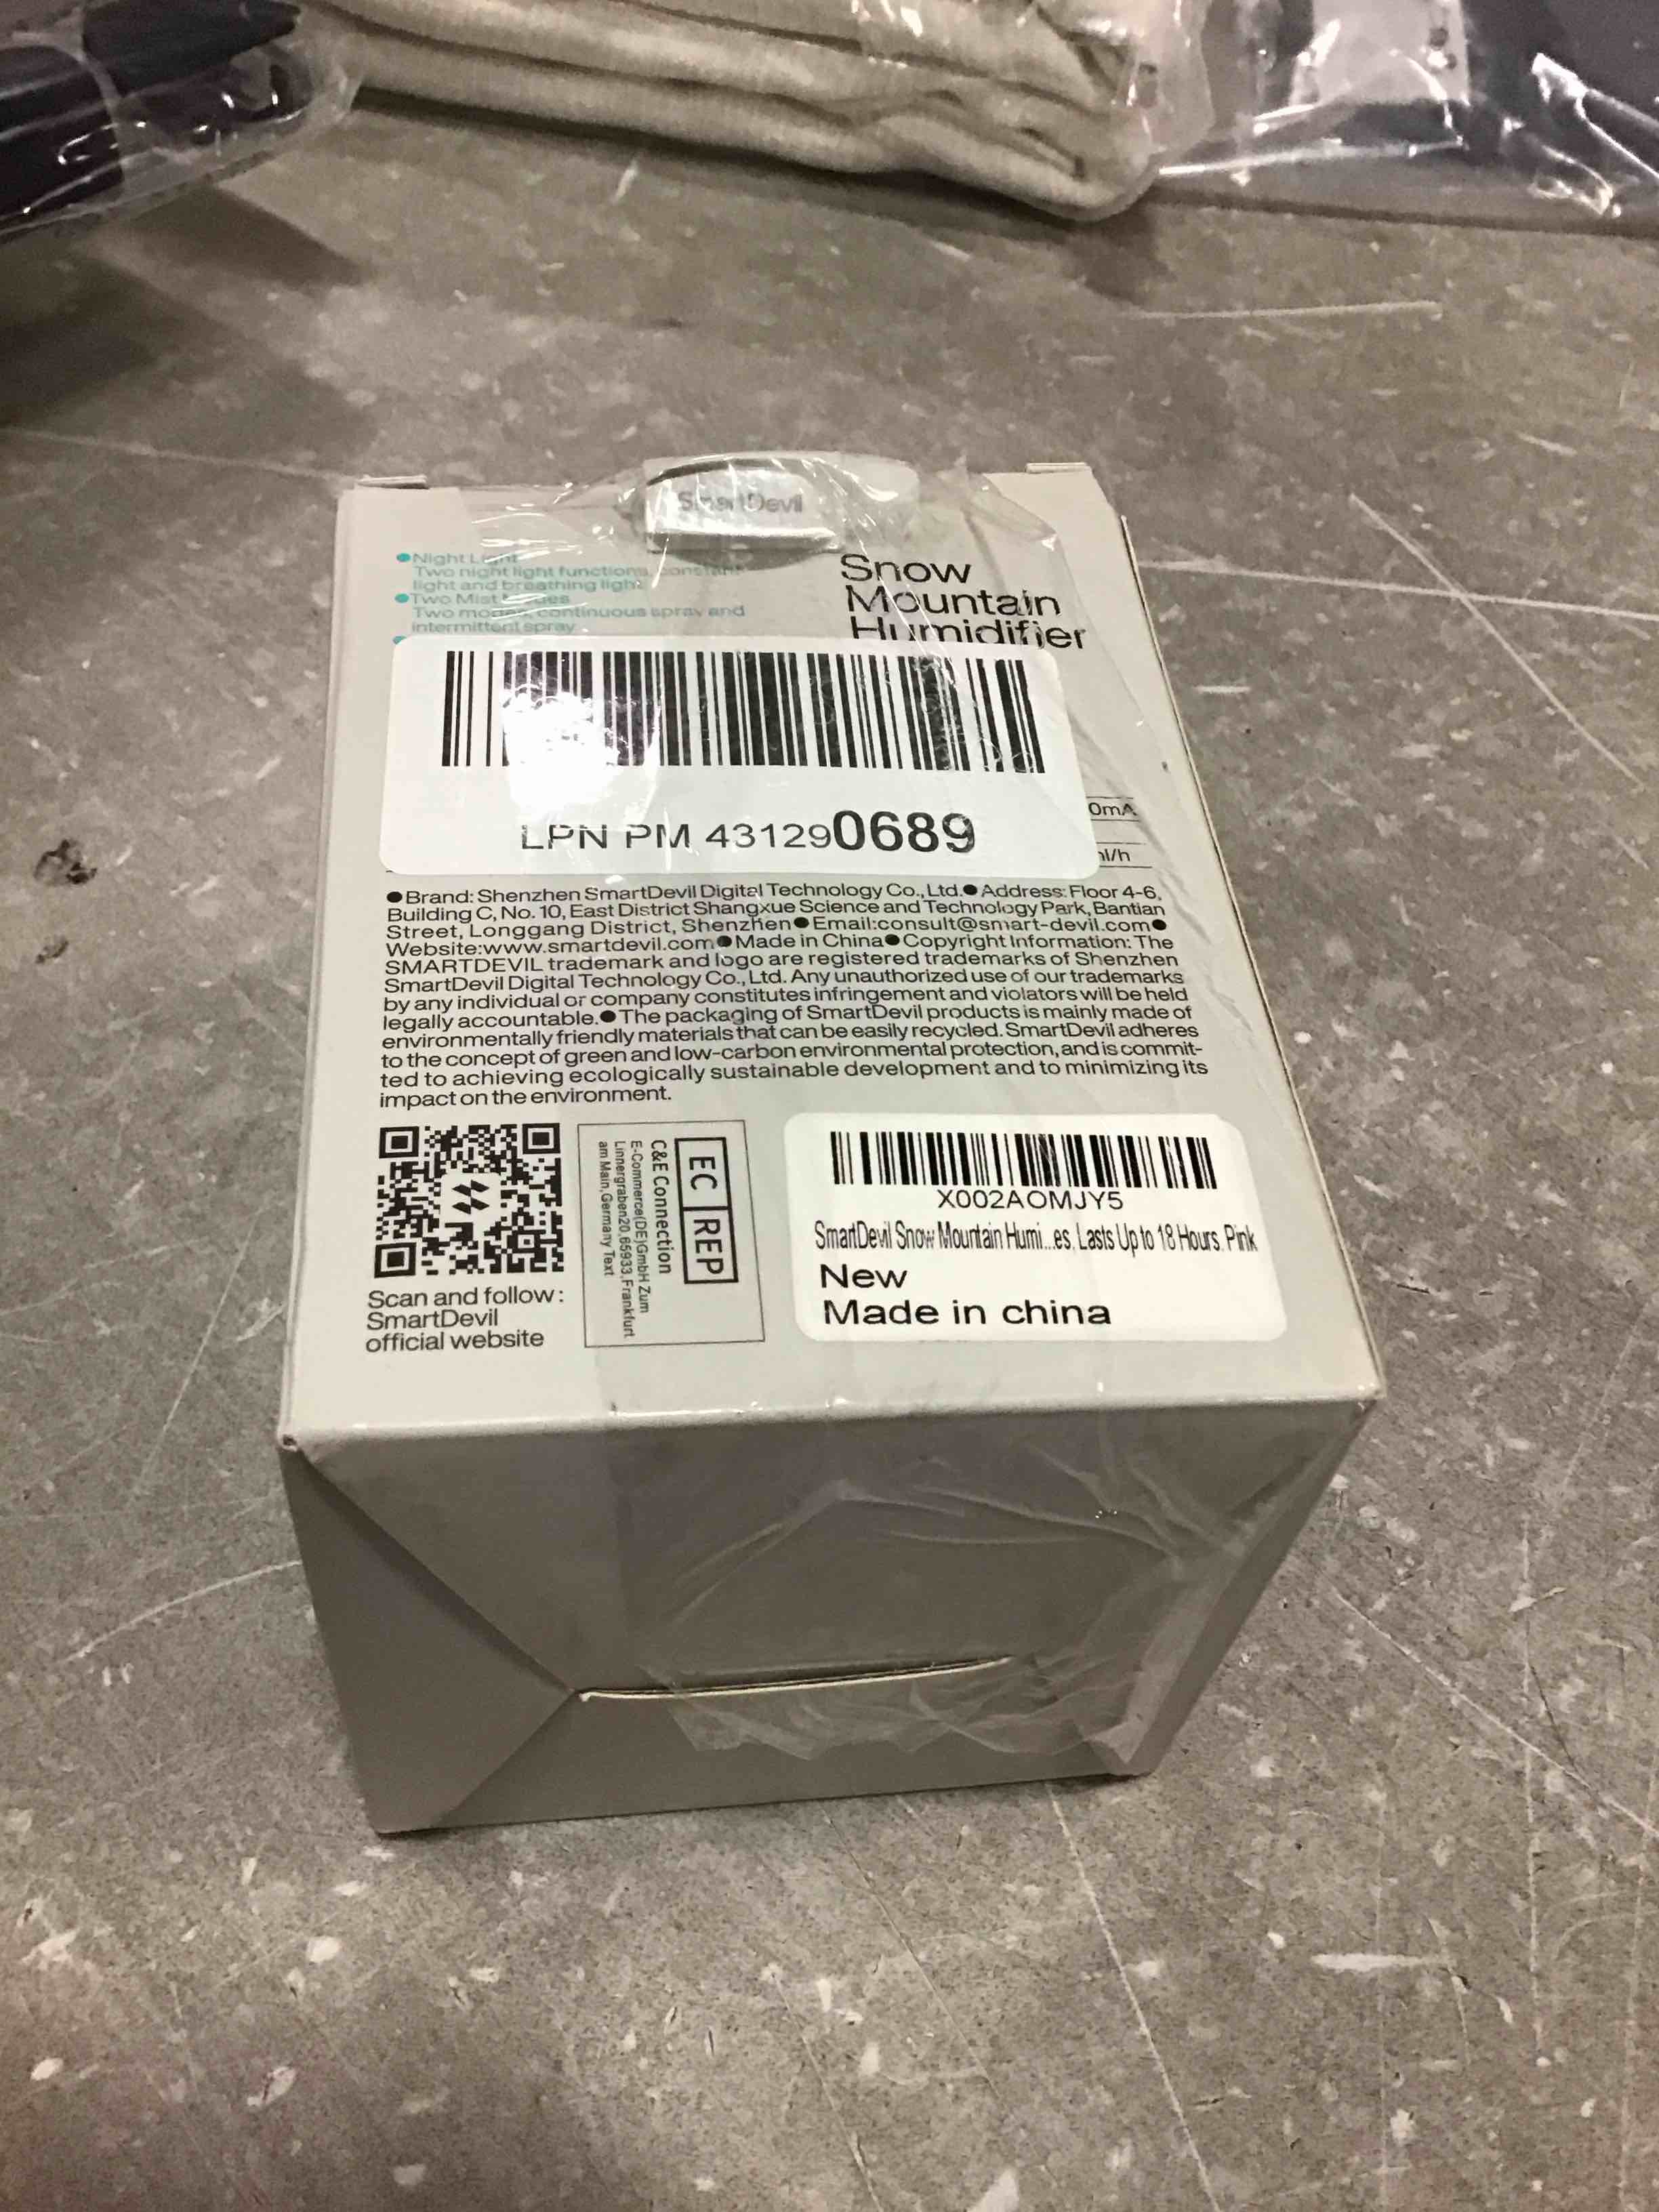 SmartDevil
●Night Light
Two night light functions, constant
light and breathing light
●Two Mist Modes
Two modes, continuous spray and
intermittent spray
Snow
Mountain
Humidifier
LPN PM 431290689
0mA
ml/h
●Brand: Shenzhen SmartDevil Digital Technology Co., Ltd.●Address: Floor 4-6,
Building C, No. 10, East District Shangxue Science and Technology Park, Bantian
Street, Longgang District, Shenzhen●Email:consult@smart-devil.com●
Website:www.smartdevil.com●Made in China●Copyright Information: The
SMARTDEVIL trademark and logo are registered trademarks of Shenzhen
SmartDevil Digital Technology Co., Ltd. Any unauthorized use of our trademarks
by any individual or company constitutes infringement and violators will be held
legally accountable.●The packaging of SmartDevil products is mainly made of
environmentally friendly materials that can be easily recycled. SmartDevil adheres
to the concept of green and low-carbon environmental protection, and is commit-
ted to achieving ecologically sustainable development and to minimizing its
impact on the environment.
Scan and follow:
SmartDevil
official website
EC REP
C&E Connection
E-Commerce(DE)GmbH Zum
Linnergraben20,65933,Frankfurt
am Main,Germany Text
X002AOMJY5
SmartDevil Snow Mountain Humi...es, Lasts Up to 18 Hours, Pink
New
Made in china